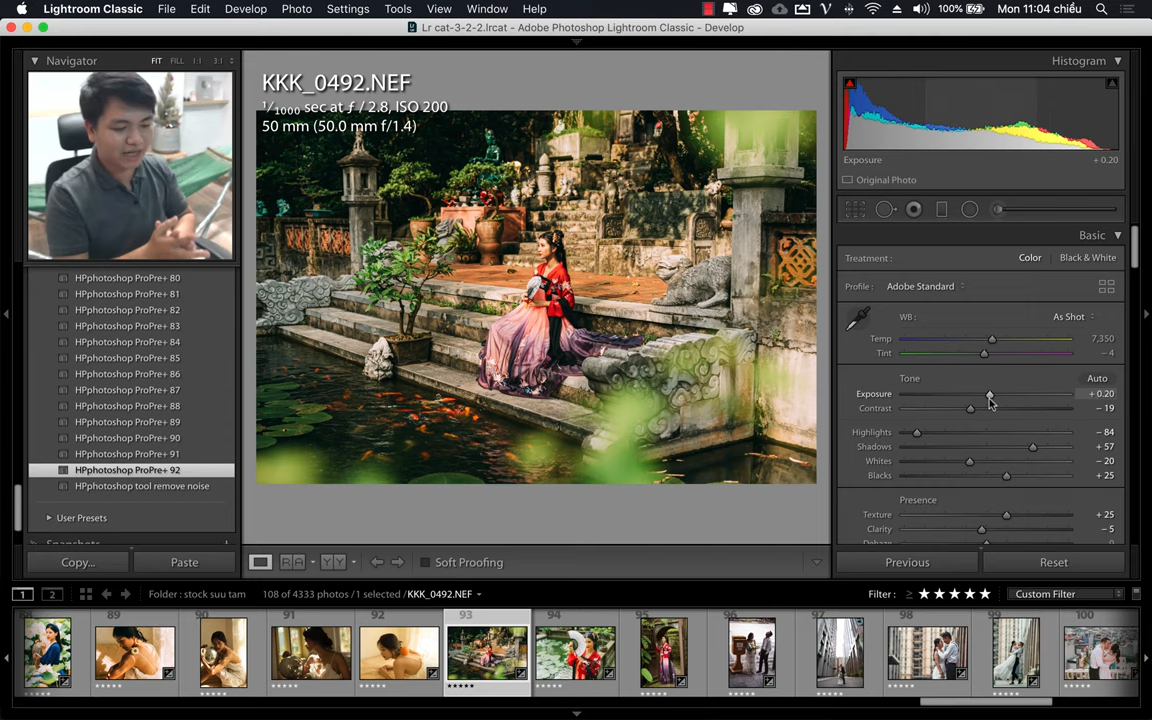 Lightroom Classic File Edit Develop Photo Settings Tools View Window Help 100% Mon 11:04 chiều
Lr cat-3-2-2.lrcat - Adobe Photoshop Lightroom Classic - Develop
Navigator FIT FILL 1:1 3:1
Histogram
KKK_0492.NEF
1/1000 sec at ƒ / 2.8, ISO 200
50 mm (50.0 mm f/1.4)
Exposure + 0.20
Original Photo
Basic
Treatment : Color Black & White
Profile : Adobe Standard
WB : As Shot
Temp 7,350
Tint – 4
Tone Auto
Exposure + 0.20
Contrast – 19
Highlights – 84
Shadows + 57
Whites – 20
Blacks + 25
Presence
Texture + 25
Clarity – 5
HPphotoshop ProPre+ 80
HPphotoshop ProPre+ 81
HPphotoshop ProPre+ 82
HPphotoshop ProPre+ 83
HPphotoshop ProPre+ 84
HPphotoshop ProPre+ 85
HPphotoshop ProPre+ 86
HPphotoshop ProPre+ 87
HPphotoshop ProPre+ 88
HPphotoshop ProPre+ 89
HPphotoshop ProPre+ 90
HPphotoshop ProPre+ 91
HPphotoshop ProPre+ 92
HPphotoshop tool remove noise
User Presets
Snapshots
Copy... Paste
R A Y Y Soft Proofing
Previous Reset
1 2 Folder : stock suu tam 108 of 4333 photos / 1 selected / KKK_0492.NEF Filter : ≥ ★★★★★ Custom Filter
88 89 90 91 92 93 94 95 96 97 98 99 100